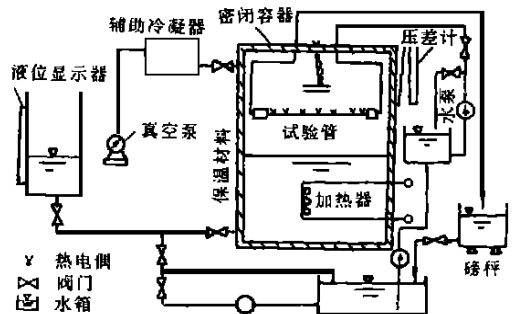 辅助冷凝器
密闭容器
压差计
液位显示器
水泵
真空泵
试验管
保温材料
加热器
热电偶
阀门
水箱
磅秤